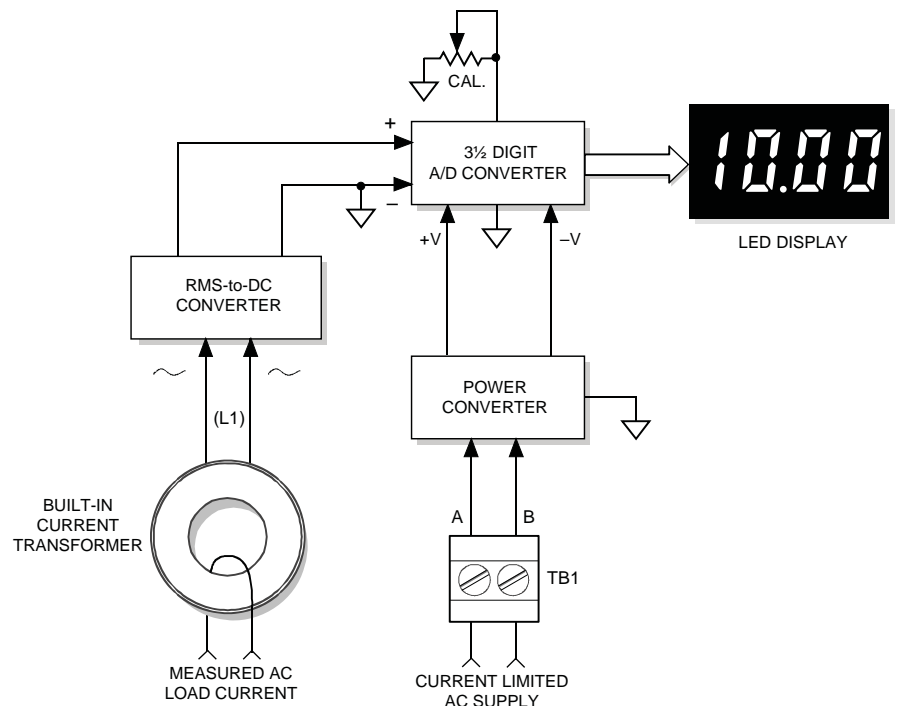 CAL.
+
3½ DIGIT
A/D CONVERTER
–
10.00
LED DISPLAY
+V
–V
RMS-to-DC
CONVERTER
(L1)
POWER
CONVERTER
BUILT-IN
CURRENT
TRANSFORMER
A
B
TB1
MEASURED AC
LOAD CURRENT
CURRENT LIMITED
AC SUPPLY